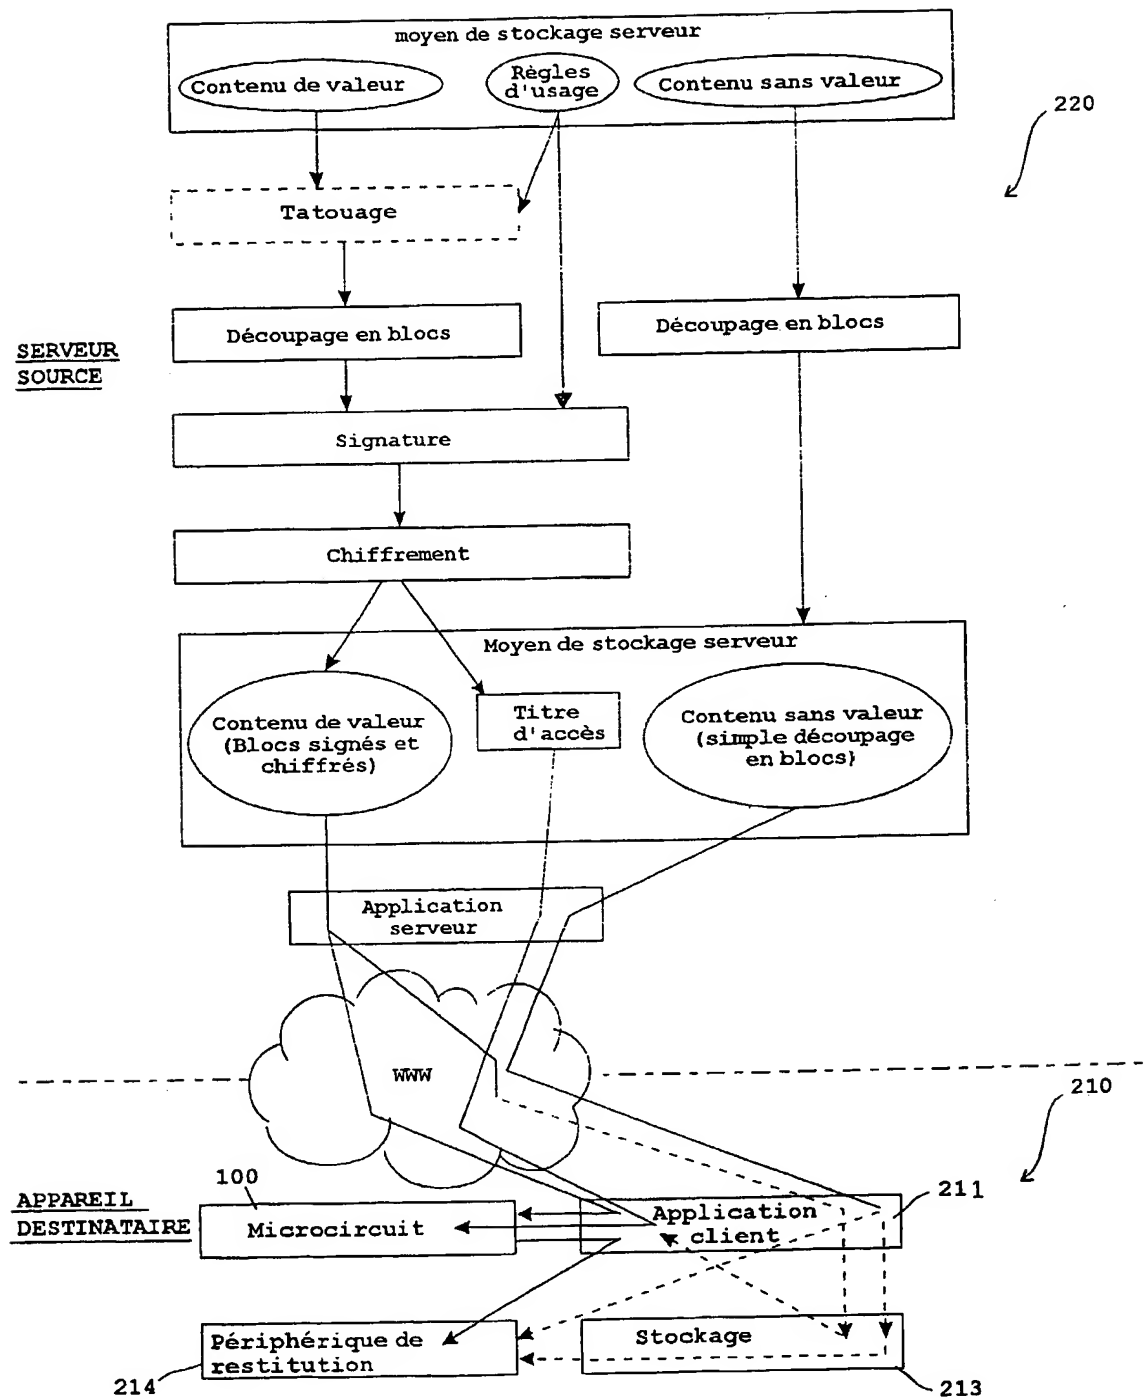 moyen de stockage serveur
Contenu de valeur
Règles
d'usage
Contenu sans valeur
220
Tatouage
Découpage en blocs
Découpage en blocs
SERVEUR
SOURCE
Signature
Chiffrement
Moyen de stockage serveur
Contenu de valeur
(Blocs signés et
chiffrés)
Titre
d'accès
Contenu sans valeur
(simple découpage
en blocs)
Application
serveur
WWW
210
APPAREIL
DESTINATAIRE
100
Microcircuit
Application
client
211
Périphérique de
restitution
Stockage
214
213